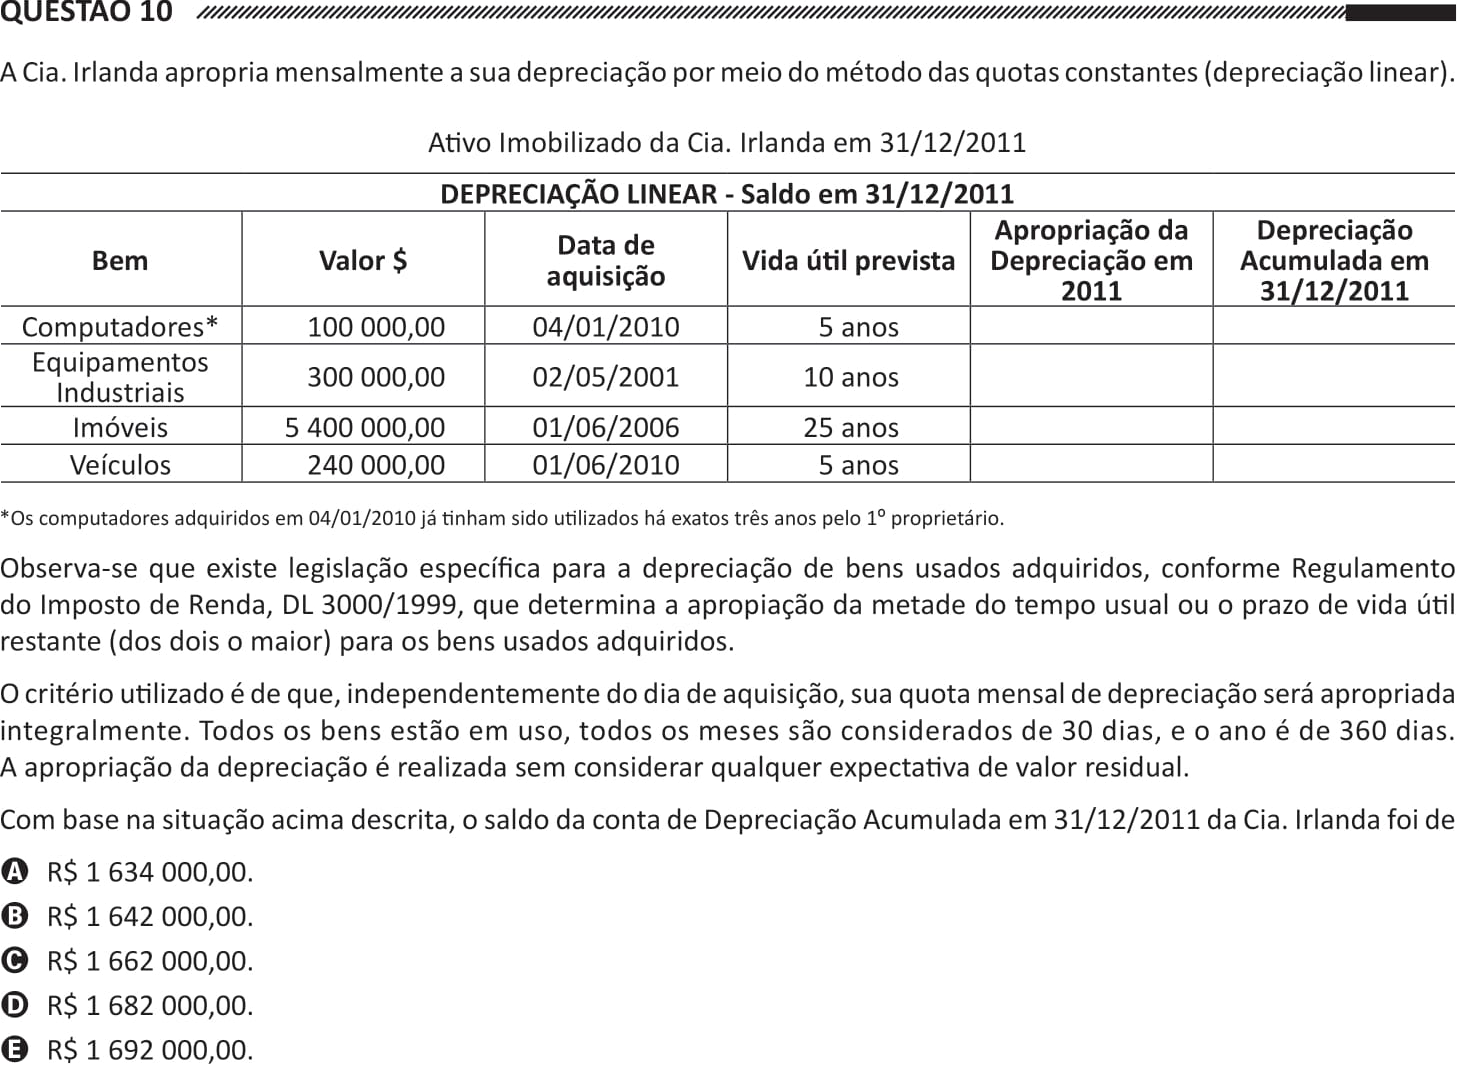 QUESTÃO 10
A Cia. Irlanda apropria mensalmente a sua depreciação por meio do método das quotas constantes (depreciação linear).
Ativo Imobilizado da Cia. Irlanda em 31/12/2011
DEPRECIAÇÃO LINEAR - Saldo em 31/12/2011
Bem Valor $ Data de aquisição Vida útil prevista Apropriação da Depreciação em 2011 Depreciação Acumulada em 31/12/2011
Computadores* 100 000,00 04/01/2010 5 anos
Equipamentos Industriais 300 000,00 02/05/2001 10 anos
Imóveis 5 400 000,00 01/06/2006 25 anos
Veículos 240 000,00 01/06/2010 5 anos
*Os computadores adquiridos em 04/01/2010 já tinham sido utilizados há exatos três anos pelo 1º proprietário.
Observa-se que existe legislação específica para a depreciação de bens usados adquiridos, conforme Regulamento
do Imposto de Renda, DL 3000/1999, que determina a apropiação da metade do tempo usual ou o prazo de vida útil
restante (dos dois o maior) para os bens usados adquiridos.
O critério utilizado é de que, independentemente do dia de aquisição, sua quota mensal de depreciação será apropriada
integralmente. Todos os bens estão em uso, todos os meses são considerados de 30 dias, e o ano é de 360 dias.
A apropriação da depreciação é realizada sem considerar qualquer expectativa de valor residual.
Com base na situação acima descrita, o saldo da conta de Depreciação Acumulada em 31/12/2011 da Cia. Irlanda foi de
A R$ 1 634 000,00.
B R$ 1 642 000,00.
C R$ 1 662 000,00.
D R$ 1 682 000,00.
E R$ 1 692 000,00.